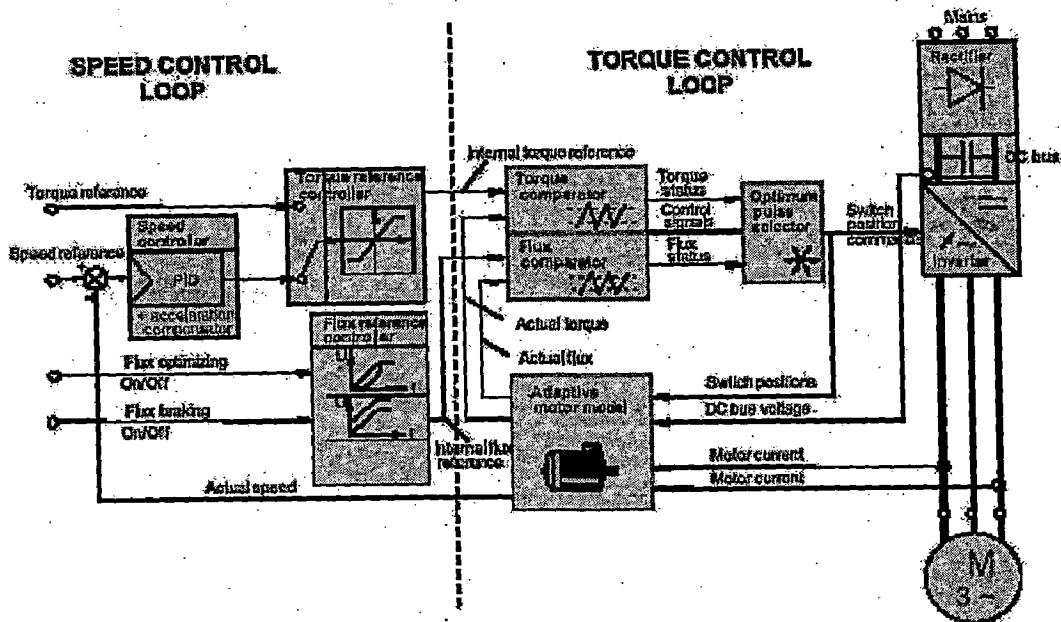 Mains
SPEED CONTROL
LOOP
TORQUE CONTROL
LOOP
Rectifier
DC bus
Internal torque reference
Torque reference
Torque reference
controller
Torque
comparator
Torque
status
Control
signals
Flux
status
Flux
comparator
Optimum
pulse
selector
Switch
position
commands
Inverter
Speed reference
+
-
Speed
controller
PID
+ acceleration
compensator
Flux reference
controller
U
f
U
f
Actual torque
Actual flux
Flux optimizing
On/Off
Flux braking
On/Off
Adaptive
motor model
Switch positions
DC bus voltage
Internal flux
reference
Motor current
Motor current
Actual speed
M
3 ~